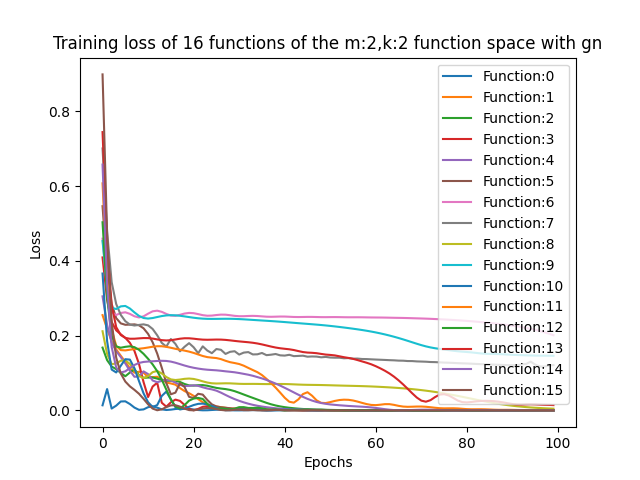 Training loss of 16 functions of the m:2,k:2 function space with gn
Loss
0.8
0.6
0.4
0.2
0.0
0 20 40 60 80 100
Epochs
Function:0
Function:1
Function:2
Function:3
Function:4
Function:5
Function:6
Function:7
Function:8
Function:9
Function:10
Function:11
Function:12
Function:13
Function:14
Function:15